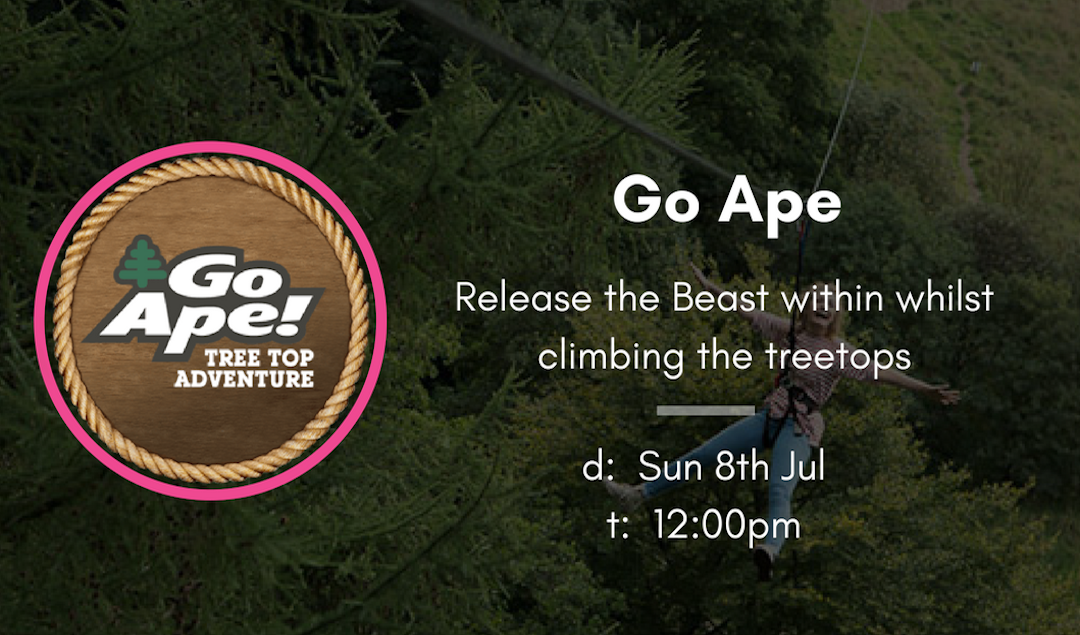 Go
Ape!
TREE TOP
ADVENTURE
Go Ape
Release the Beast within whilst
climbing the treetops
d: Sun 8th Jul
t: 12:00pm